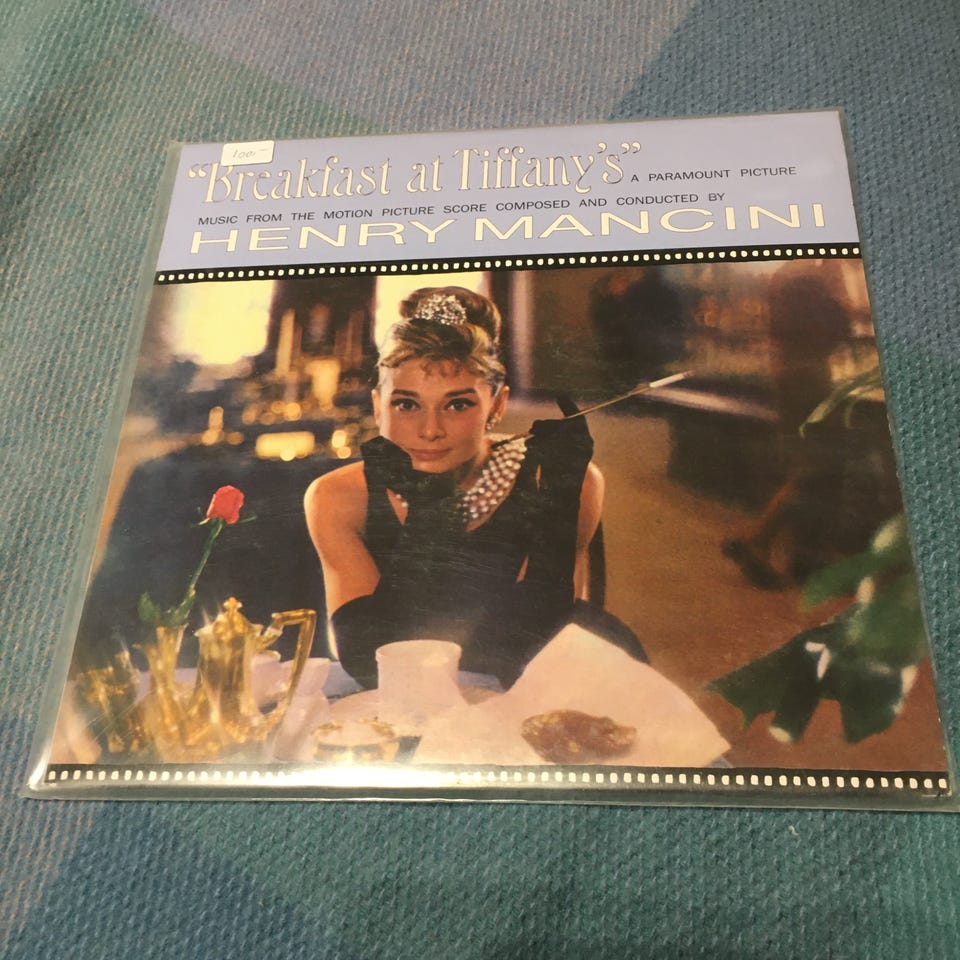 100:-
“Breakfast at Tiffany's” A PARAMOUNT PICTURE
MUSIC FROM THE MOTION PICTURE SCORE COMPOSED AND CONDUCTED BY
HENRY MANCINI